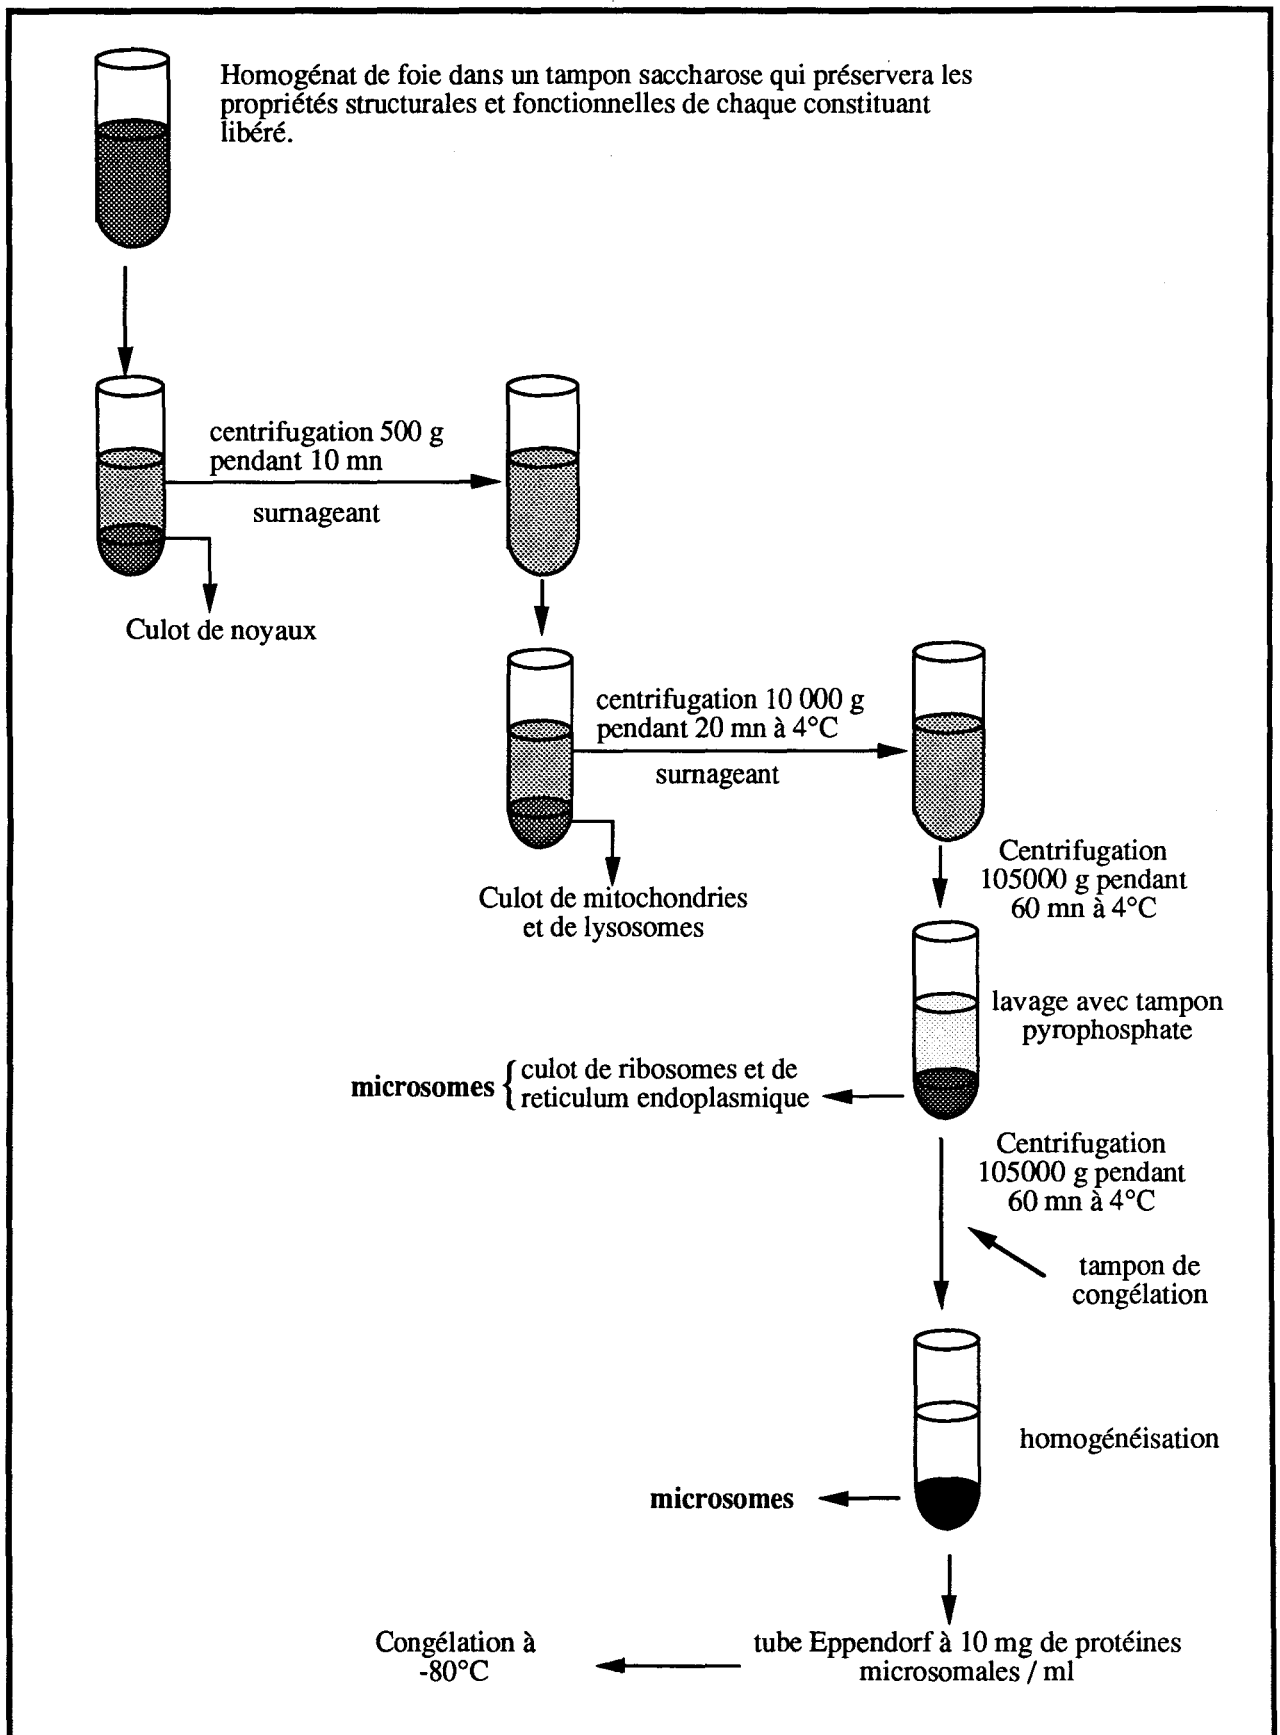 Homogénat de foie dans un tampon saccharose qui préservera les
propriétés structurales et fonctionnelles de chaque constituant
libéré.
centrifugation 500 g
pendant 10 mn
surnageant
Culot de noyaux
centrifugation 10 000 g
pendant 20 mn à 4°C
surnageant
Culot de mitochondries
et de lysosomes
Centrifugation
105000 g pendant
60 mn à 4°C
lavage avec tampon
pyrophosphate
microsomes { culot de ribosomes et de
reticulum endoplasmique
Centrifugation
105000 g pendant
60 mn à 4°C
tampon de
congélation
homogénéisation
microsomes
tube Eppendorf à 10 mg de protéines
microsomales / ml
Congélation à
-80°C